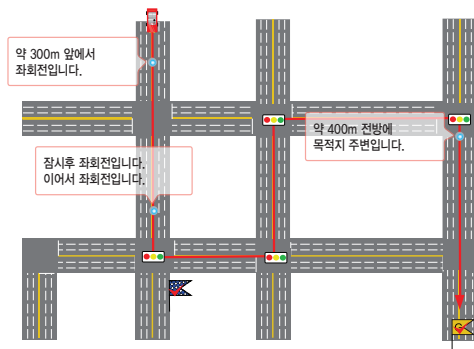 약 300m 앞에서
좌회전입니다.
약 400m 전방에
목적지 주변입니다.
잠시후 좌회전입니다.
이어서 좌회전입니다.
G